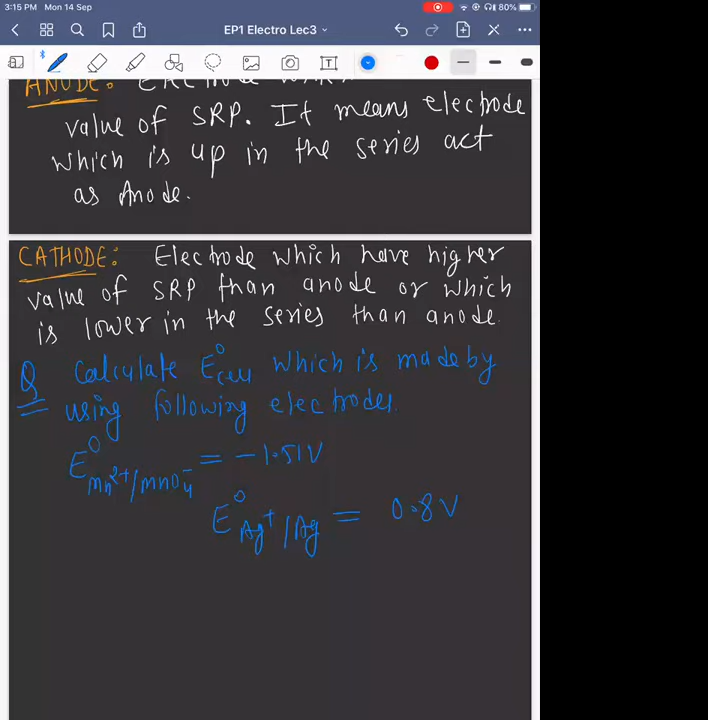 3:15 PM Mon 14 Sep
80%
EP1 Electro Lec3
T
ANODE:
value of SRP. It means electrode
which is up in the series act
as Anode.
CATHODE: Electrode which have higher
value of SRP than anode or which
is lower in the series than anode.
Q Calculate E°cell which is made by
using following electrodes.
E°Mn²⁺/MnO₄⁻ = -1.51V
E°Ag⁺/Ag = 0.8V